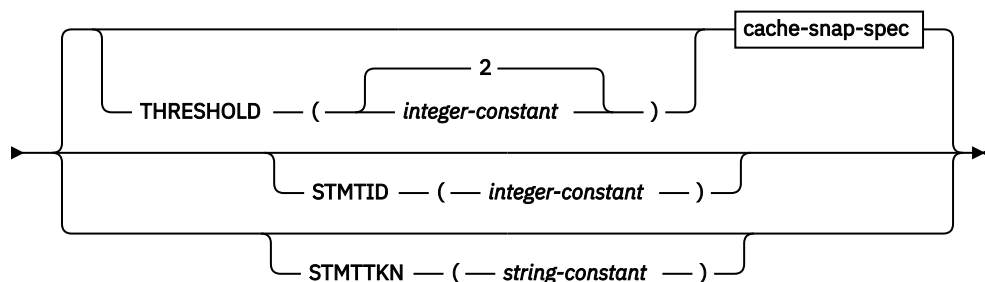 cache-snap-spec
2
THRESHOLD ( integer-constant )
STMTID ( integer-constant )
STMTTKN ( string-constant )